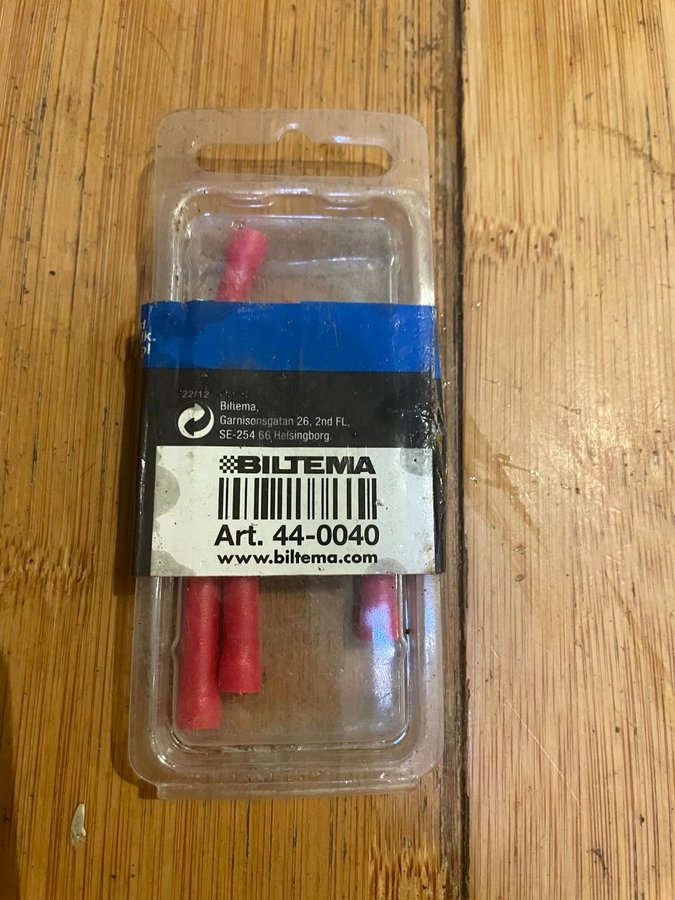 22/12
Biltema,
Garnisonsgatan 26, 2nd FL,
SE-254 66 Helsingborg.
BILTEMA
Art. 44-0040
www.biltema.com